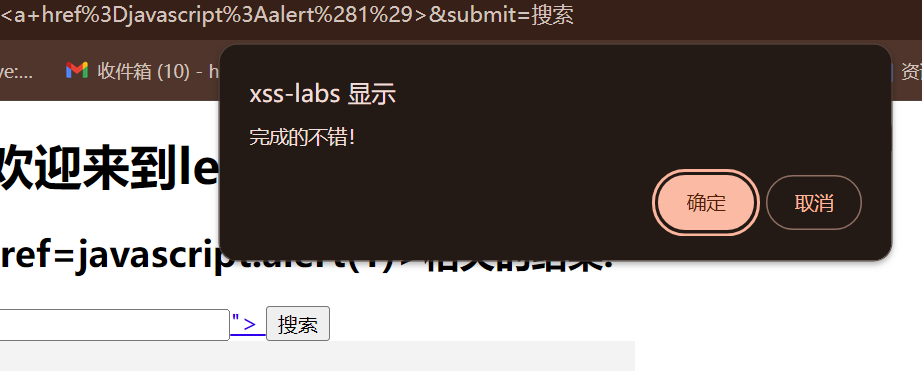 <a+href%3Djavascript%3Aalert%281%29>&submit=搜索
ve:... 收件箱 (10) - h 资
xss-labs 显示
完成的不错！
确定 取消
欢迎来到le
ref=javascript:alert(1)>相关的结果.
"> 搜索